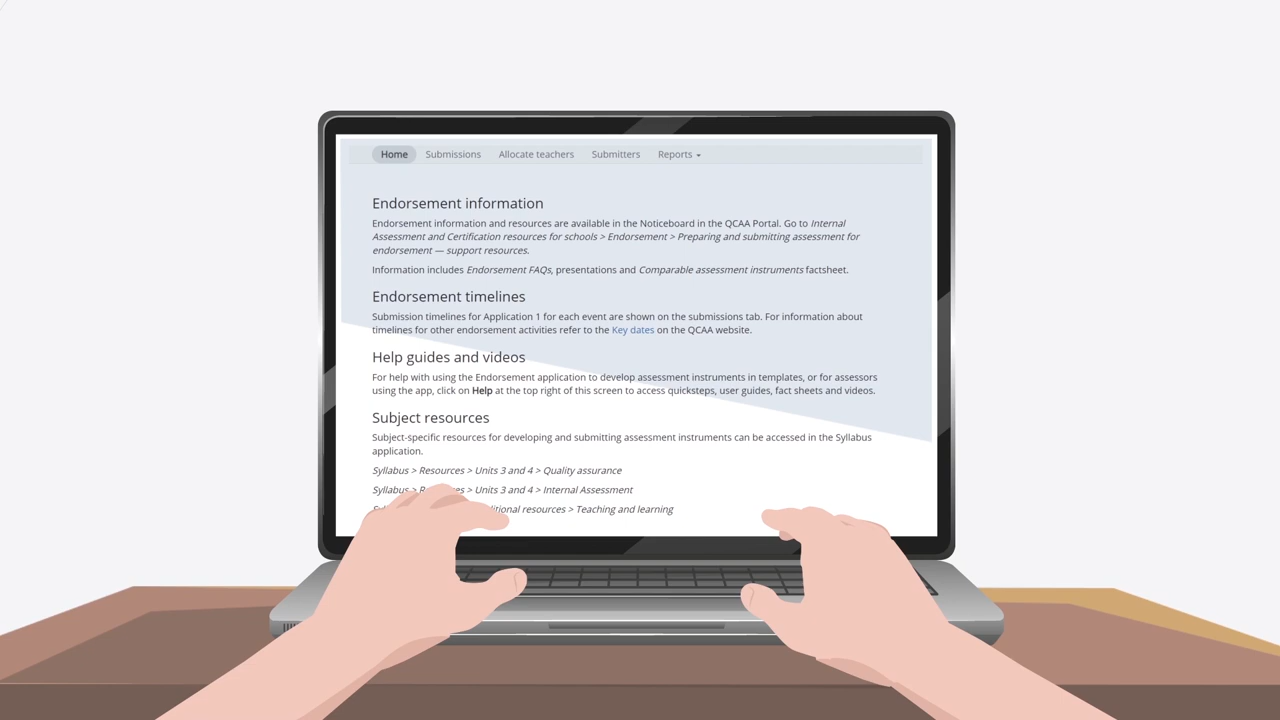 Home Submissions Allocate teachers Submitters Reports
Endorsement information
Endorsement information and resources are available in the Noticeboard in the QCAA Portal. Go to Internal
Assessment and Certification resources for schools > Endorsement > Preparing and submitting assessment for
endorsement — support resources.
Information includes Endorsement FAQs, presentations and Comparable assessment instruments factsheet.
Endorsement timelines
Submission timelines for Application 1 for each event are shown on the submissions tab. For information about
timelines for other endorsement activities refer to the Key dates on the QCAA website.
Help guides and videos
For help with using the Endorsement application to develop assessment instruments in templates, or for assessors
using the app, click on Help at the top right of this screen to access quicksteps, user guides, fact sheets and videos.
Subject resources
Subject-specific resources for developing and submitting assessment instruments can be accessed in the Syllabus
application.
Syllabus > Resources > Units 3 and 4 > Quality assurance
Syllabus > > Units 3 and 4 > Internal Assessment
resources > Teaching and learning